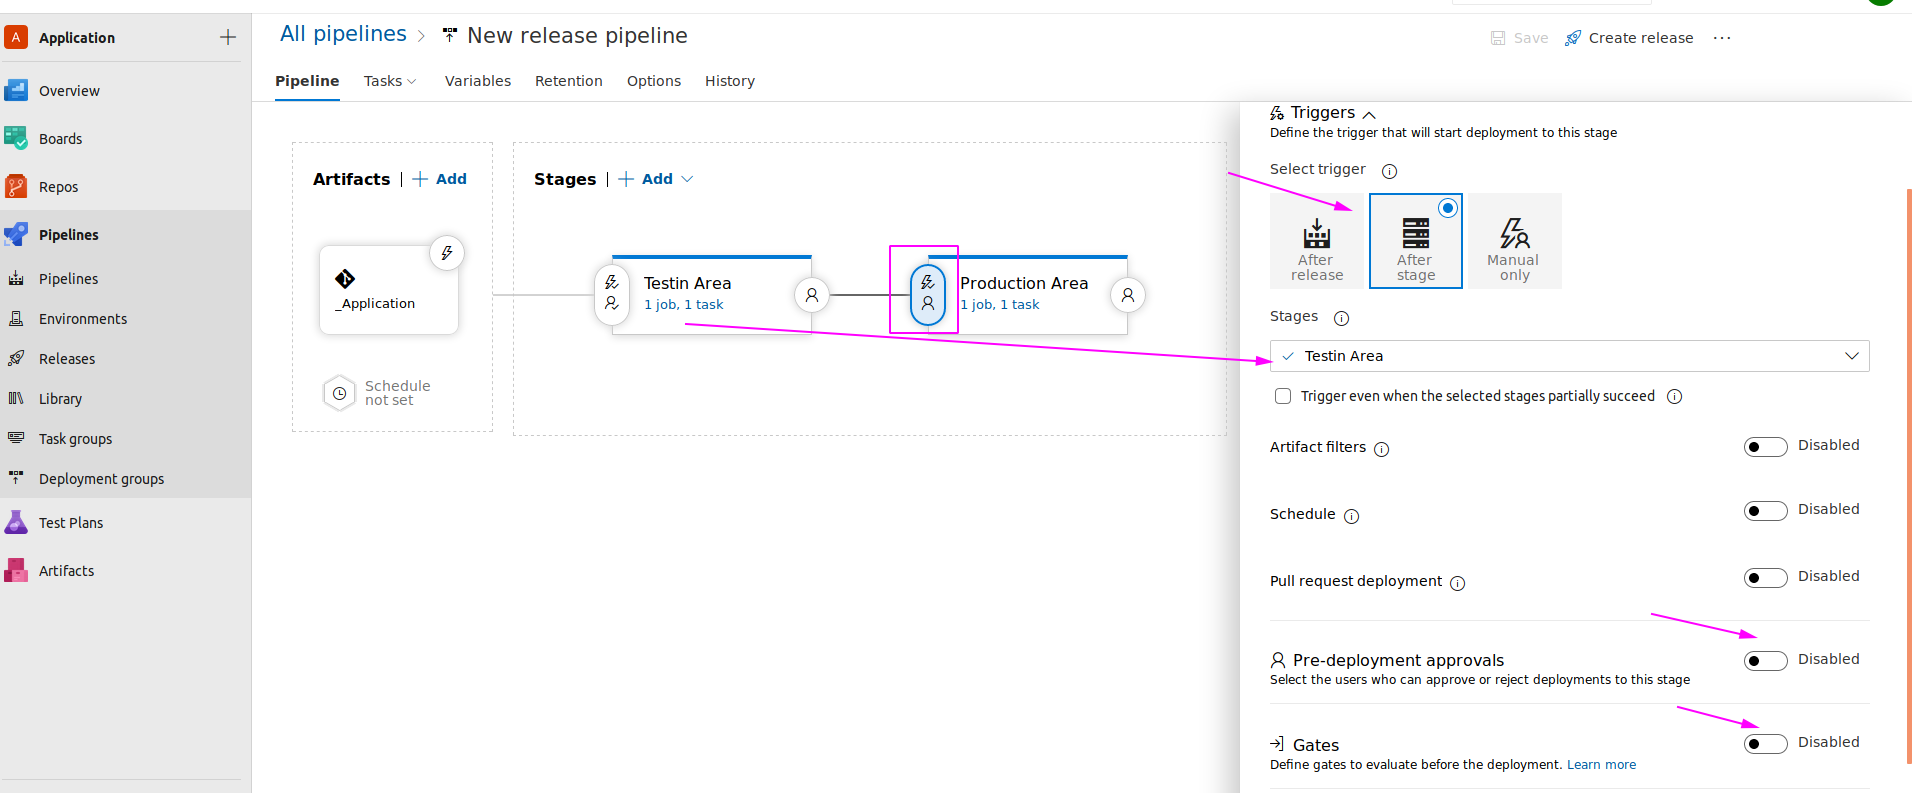 A Application
Overview
Boards
Repos
Pipelines
Pipelines
Environments
Releases
Library
Task groups
Deployment groups
Test Plans
Artifacts
All pipelines > New release pipeline
Save Create release ...
Pipeline Tasks Variables Retention Options History
Artifacts | + Add
_Application
Schedule
not set
Stages | + Add
Testin Area
1 job, 1 task
Production Area
1 job, 1 task
Triggers
Define the trigger that will start deployment to this stage
Select trigger
After
release
After
stage
Manual
only
Stages
Testin Area
Trigger even when the selected stages partially succeed
Artifact filters Disabled
Schedule Disabled
Pull request deployment Disabled
Pre-deployment approvals Disabled
Select the users who can approve or reject deployments to this stage
Gates Disabled
Define gates to evaluate before the deployment. Learn more